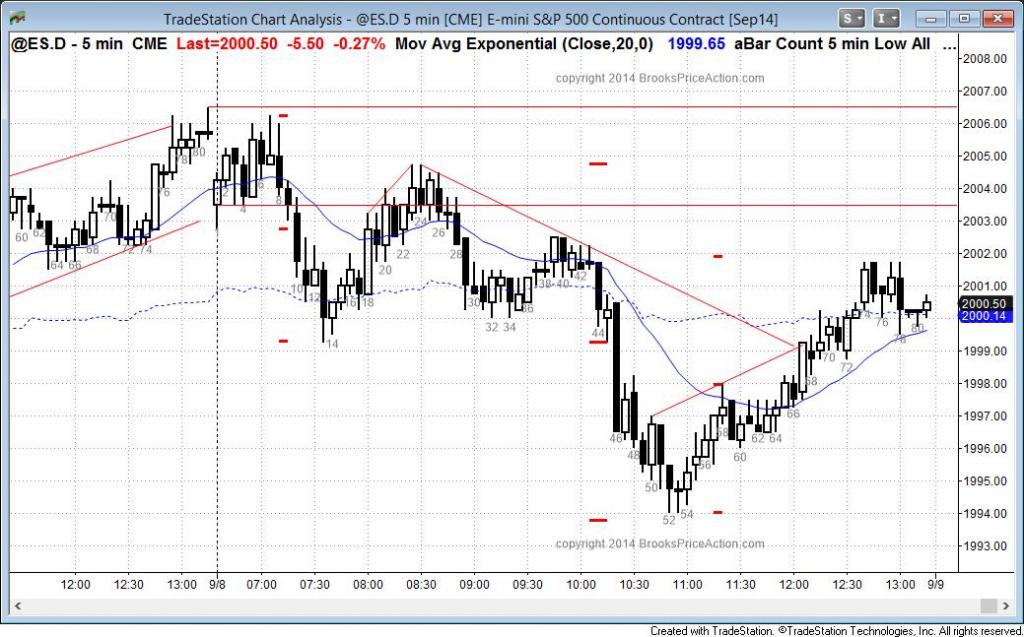 TradeStation Chart Analysis - @ES.D 5 min [CME] E-mini S&P 500 Continuous Contract [Sep14]
S I
@ES.D - 5 min CME Last=2000.50 -5.50 -0.27% Mov Avg Exponential (Close,20,0) 1999.65 aBar Count 5 min Low All ...
2008.00
copyright 2014 BrooksPriceAction.com
2007.00
2006.00
78 80
2005.00
76 2 6
2004.00
70 4 8
60 62
2003.00
24
68 72 74 26
22 28
2002.00
64 66
20 42
2001.00
10 12 16 18 38 40
30 36
2000.50
2000.14
32 34 44 74 76 80
14 78
70
1999.00
72
1998.00
68
66
1997.00
58
46 62 64
1996.00
48 56 60
1995.00
50
1994.00
52 54
1993.00
copyright 2014 BrooksPriceAction.com
12:00 12:30 13:00 9/8 07:00 07:30 08:00 08:30 09:00 09:30 10:00 10:30 11:00 11:30 12:00 12:30 13:00 9/9
Created with TradeStation. ©TradeStation Technologies, Inc. All rights reserved.